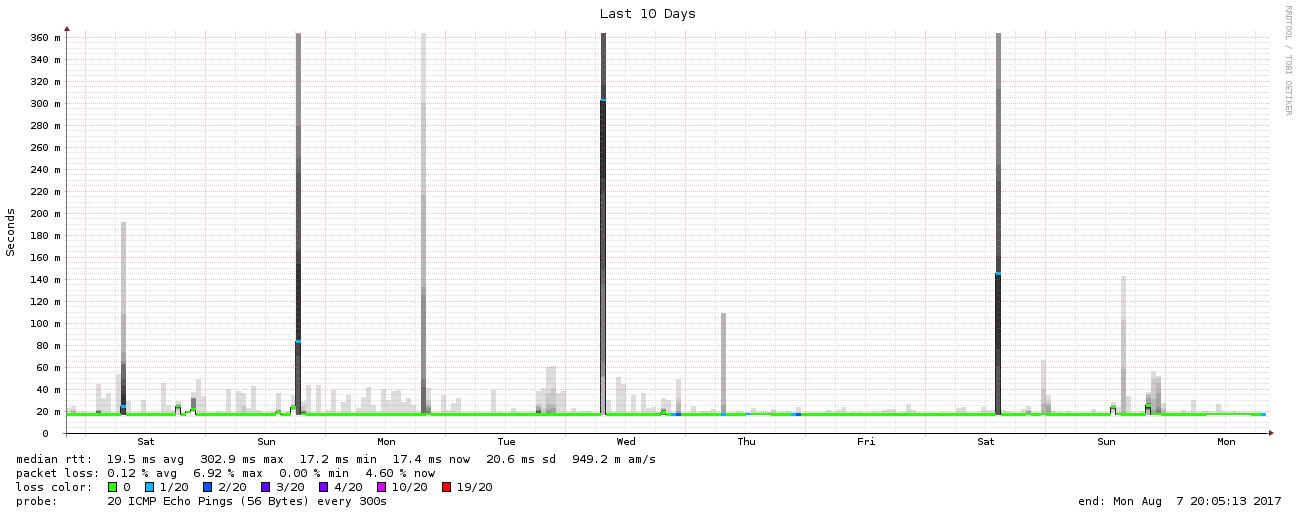 Last 10 Days
RRDTOOL / TOBI OETIKER
Seconds
360 m
340 m
320 m
300 m
280 m
260 m
240 m
220 m
200 m
180 m
160 m
140 m
120 m
100 m
80 m
60 m
40 m
20 m
0
Sat Sun Mon Tue Wed Thu Fri Sat Sun Mon
median rtt: 19.5 ms avg 302.9 ms max 17.2 ms min 17.4 ms now 20.6 ms sd 949.2 m am/s
packet loss: 0.12 % avg 6.92 % max 0.00 % min 4.60 % now
loss color: 0 1/20 2/20 3/20 4/20 10/20 19/20
probe: 20 ICMP Echo Pings (56 Bytes) every 300s end: Mon Aug 7 20:05:13 2017